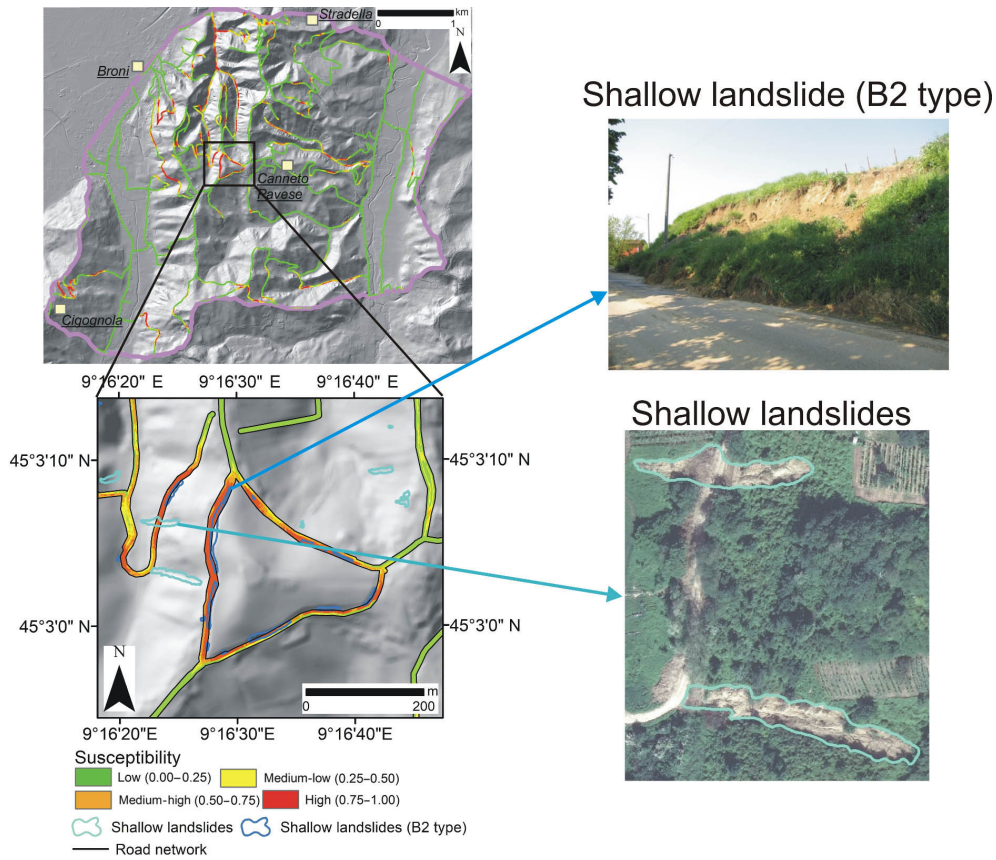 Stradella
km
0 1
N
Broni
Canneto
Pavese
Cigognola
Shallow landslide (B2 type)
9°16'20" E 9°16'30" E 9°16'40" E
45°3'10" N 45°3'10" N
45°3'0" N 45°3'0" N
N
m
0 200
9°16'20" E 9°16'30" E 9°16'40" E
Shallow landslides
Susceptibility
Low (0.00–0.25) Medium-low (0.25–0.50)
Medium-high (0.50–0.75) High (0.75–1.00)
Shallow landslides Shallow landslides (B2 type)
Road network